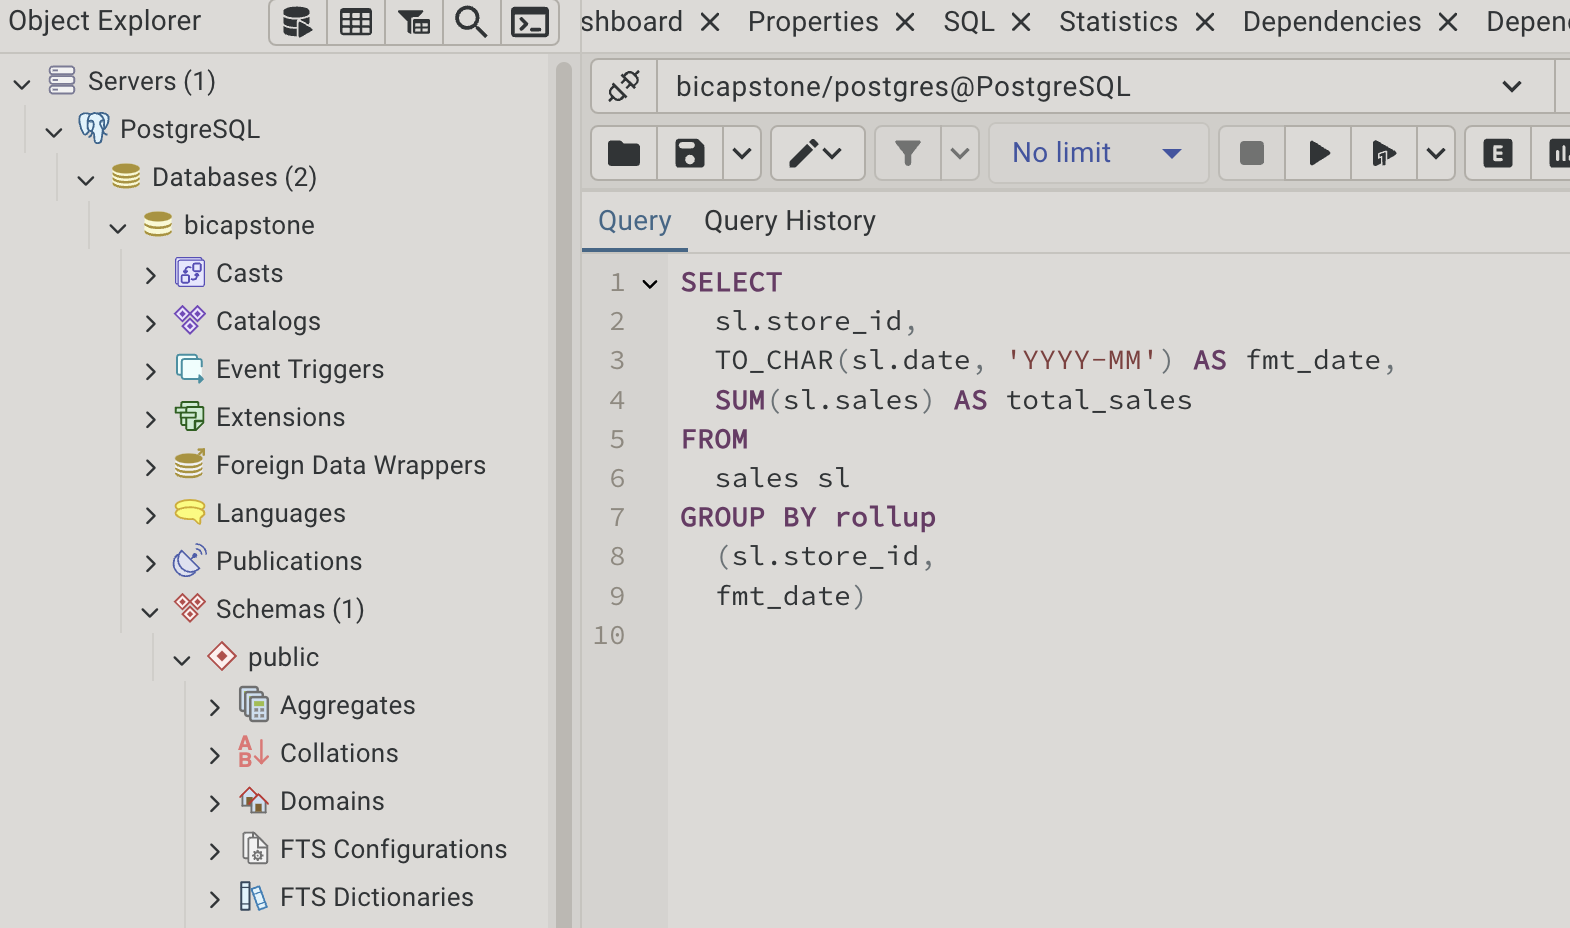 Object Explorer
shboard
Properties
SQL
Statistics
Dependencies
Depen
Servers (1)
PostgreSQL
Databases (2)
bicapstone
Casts
Catalogs
Event Triggers
Extensions
Foreign Data Wrappers
Languages
Publications
Schemas (1)
public
Aggregates
Collations
Domains
FTS Configurations
FTS Dictionaries
bicapstone/postgres@PostgreSQL
No limit
E
Query
Query History
1 SELECT
2 sl.store_id,
3 TO_CHAR(sl.date, 'YYYY-MM') AS fmt_date,
4 SUM(sl.sales) AS total_sales
5 FROM
6 sales sl
7 GROUP BY rollup
8 (sl.store_id,
9 fmt_date)
10